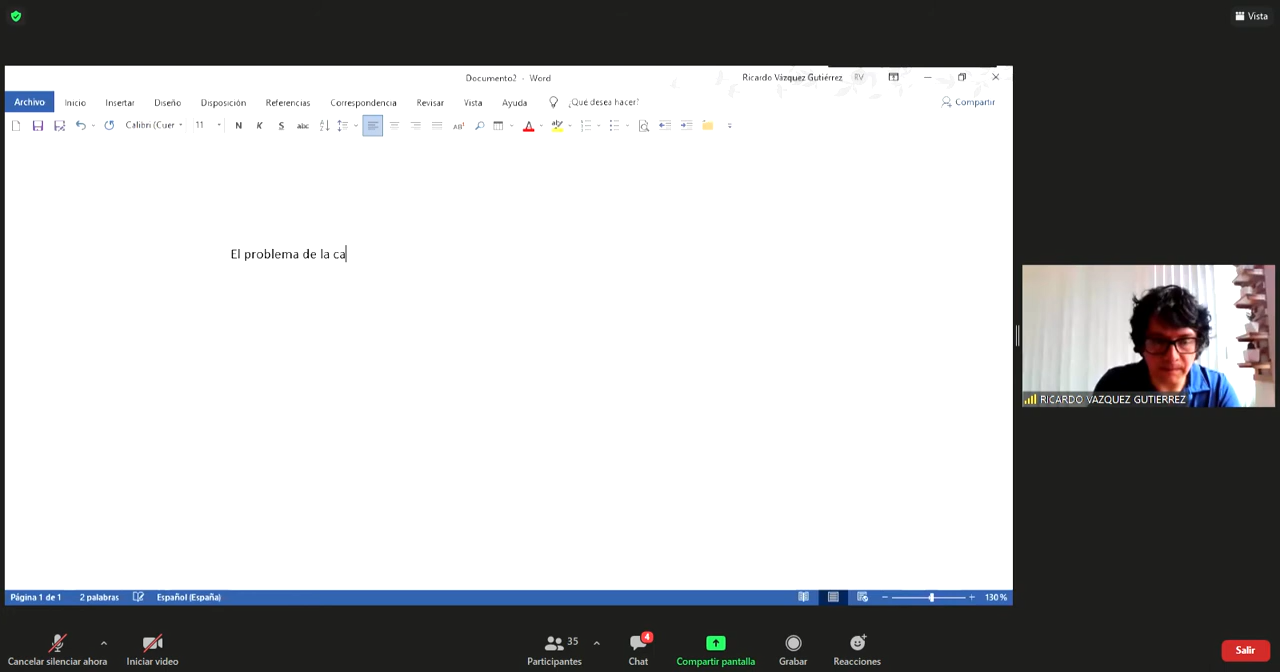 Vista
Documento2 - Word
Ricardo Vázquez Gutiérrez RV
Archivo Inicio Insertar Diseño Disposición Referencias Correspondencia Revisar Vista Ayuda ¿Qué desea hacer? Compartir
Calibri (Cuer 11 N K S abc
El problema de la ca
Página 1 de 1 2 palabras Español (España) 130 %
RICARDO VAZQUEZ GUTIERREZ
Cancelar silenciar ahora Iniciar video Participantes 35 Chat 4 Compartir pantalla Grabar Reacciones Salir